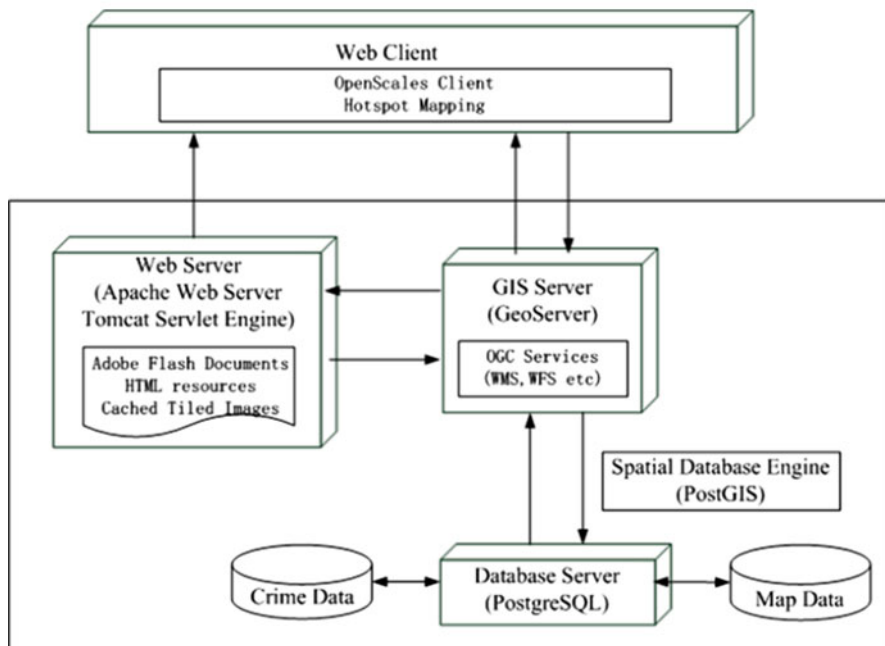 Web Client
OpenScales Client
Hotspot Mapping
Web Server
(Apache Web Server
Tomcat Servlet Engine)
Adobe Flash Documents
HTML resources
Cached Tiled Images
GIS Server
(GeoServer)
OGC Services
(WMS,WFS etc)
Spatial Database Engine
(PostGIS)
Crime Data
Database Server
(PostgreSQL)
Map Data